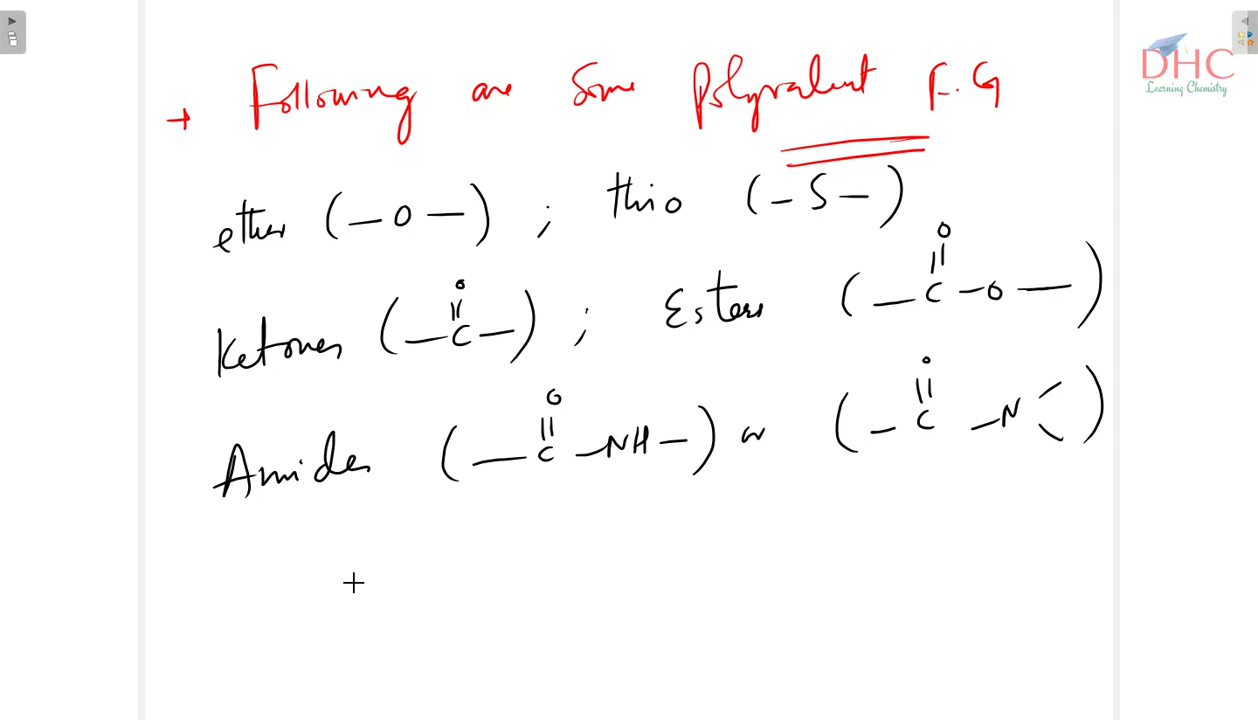 DHC
Learning Chemistry
→ Following are some Polyvalent F.G
ether (-O-) ; thio (-S-)
Ketones (-C(=O)-) ; Esters (-C(=O)-O-)
Amides (-C(=O)-NH-) or (-C(=O)-N<)